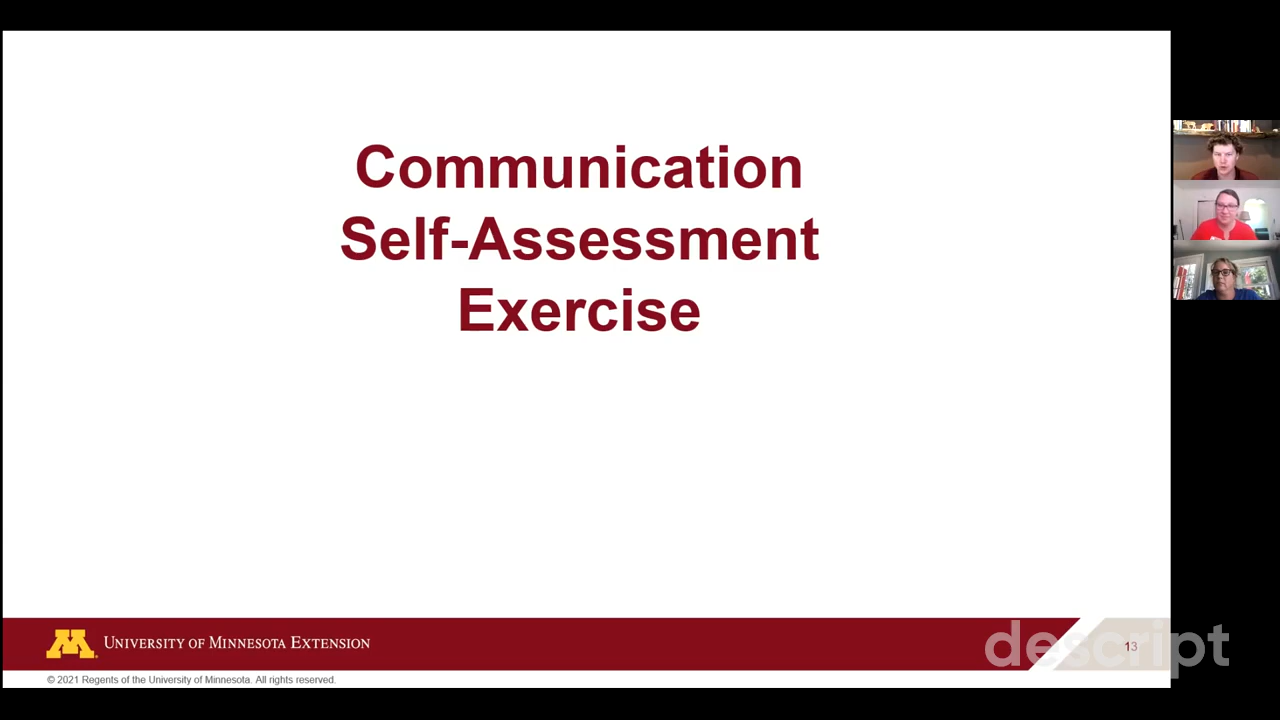 Communication
Self-Assessment
Exercise
University of Minnesota Extension
descript
13
© 2021 Regents of the University of Minnesota. All rights reserved.